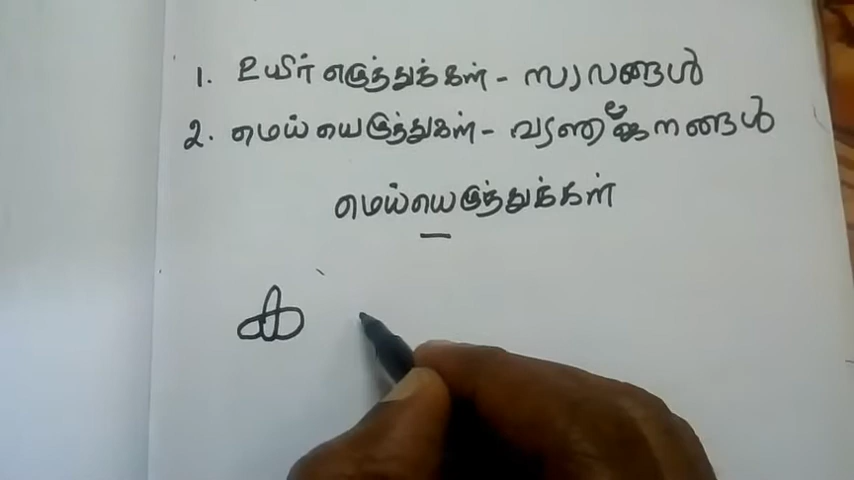 1. உயிர் எழுத்துக்கள் - സ്വരങ്ങൾ
2. மெய் யெழுத்துகள் - വ്യഞ്ജനങ്ങൾ
மெய்யெழுத்துக்கள்
ക